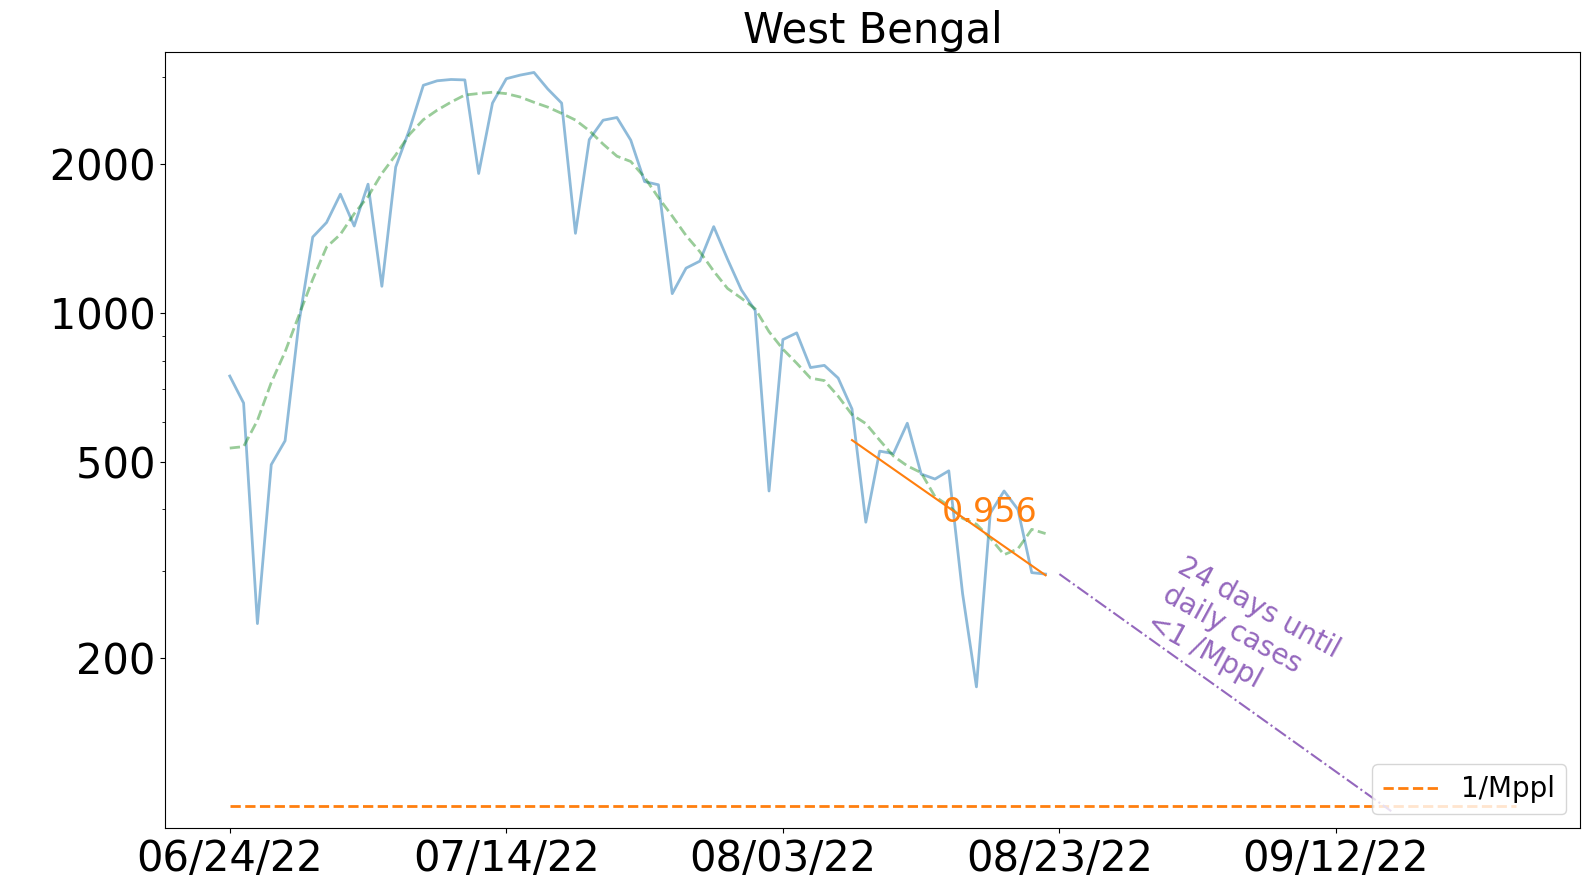 West Bengal
2000
1000
500
200
0.956
24 days until
daily cases
<1 /Mppl
1/Mppl
06/24/22
07/14/22
08/03/22
08/23/22
09/12/22